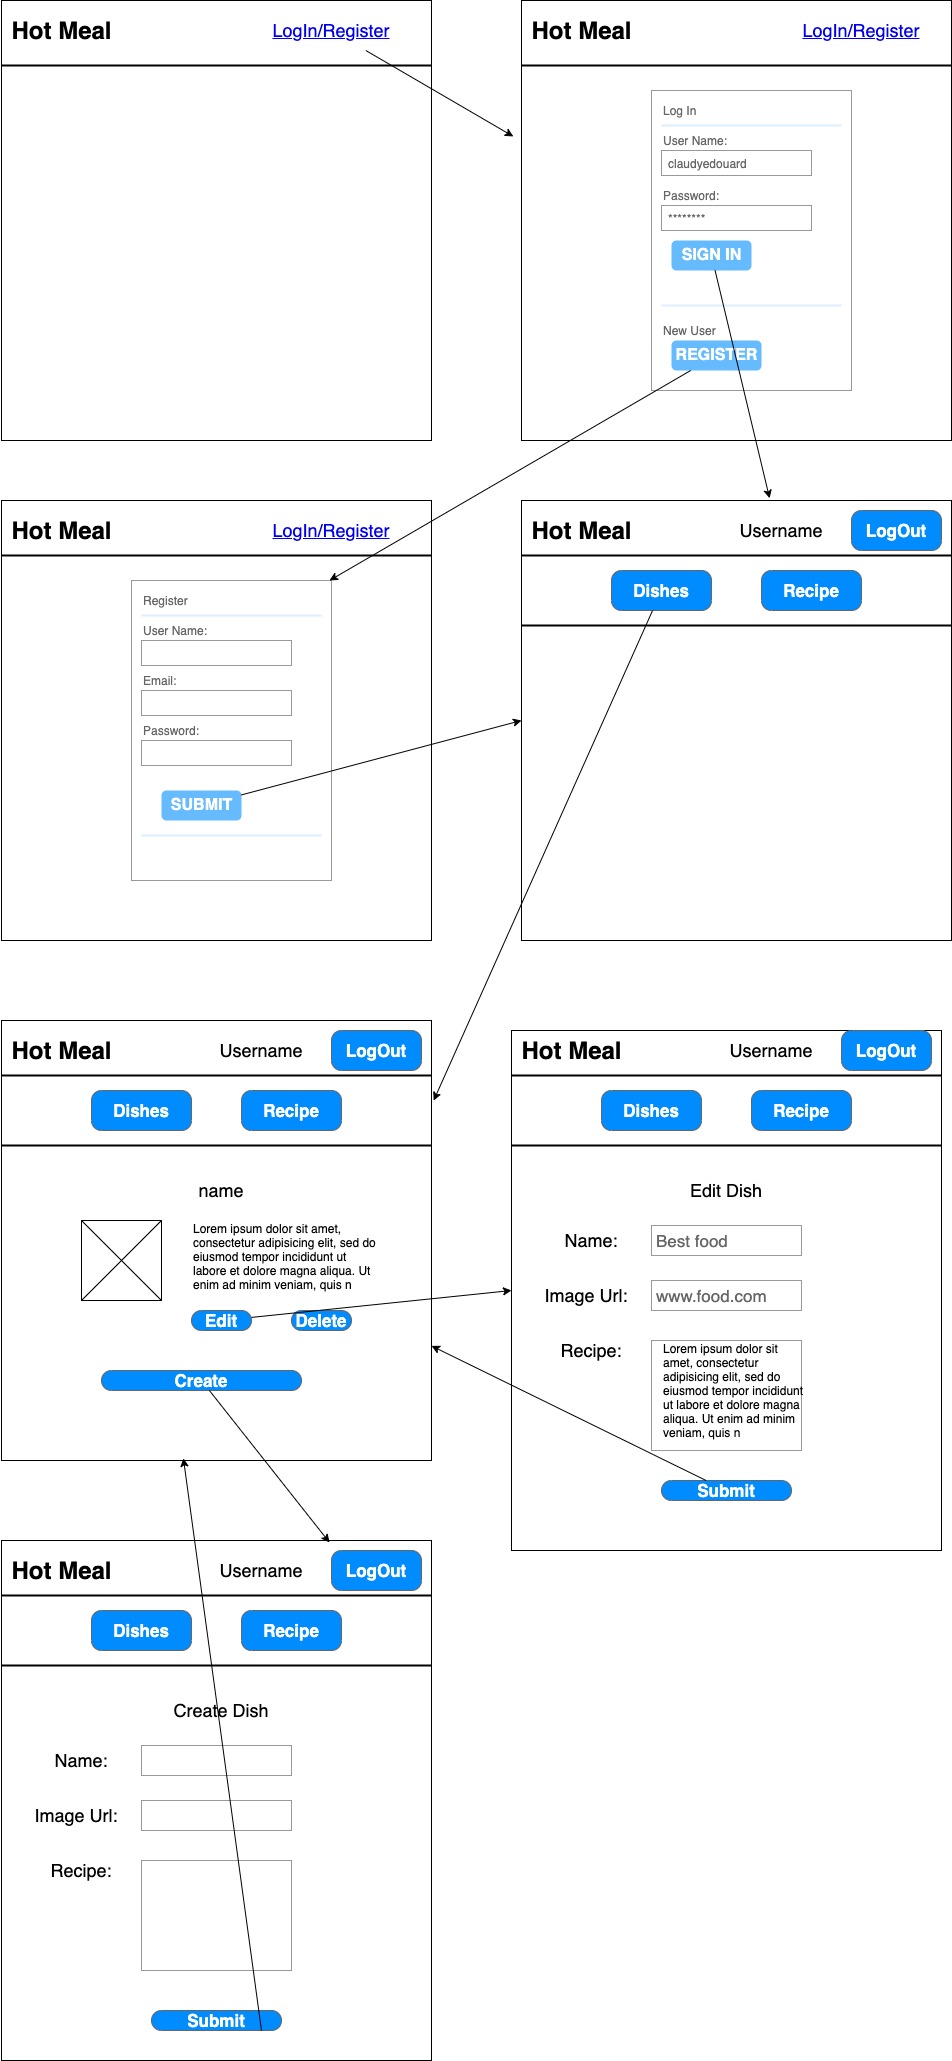 Hot Meal
LogIn/Register
Hot Meal
LogIn/Register
Log In
User Name:
claudyedouard
Password:
********
SIGN IN
New User
REGISTER
Hot Meal
LogIn/Register
Register
User Name:
Email:
Password:
SUBMIT
Hot Meal
Username
LogOut
Dishes
Recipe
Hot Meal
Username
LogOut
Dishes
Recipe
name
Lorem ipsum dolor sit amet,
consectetur adipisicing elit, sed do
eiusmod tempor incididunt ut
labore et dolore magna aliqua. Ut
enim ad minim veniam, quis n
Edit
Delete
Create
Hot Meal
Username
LogOut
Dishes
Recipe
Edit Dish
Name:
Best food
Image Url:
www.food.com
Recipe:
Lorem ipsum dolor sit
amet, consectetur
adipisicing elit, sed do
eiusmod tempor incididunt
ut labore et dolore magna
aliqua. Ut enim ad minim
veniam, quis n
Submit
Hot Meal
Username
LogOut
Dishes
Recipe
Create Dish
Name:
Image Url:
Recipe:
Submit